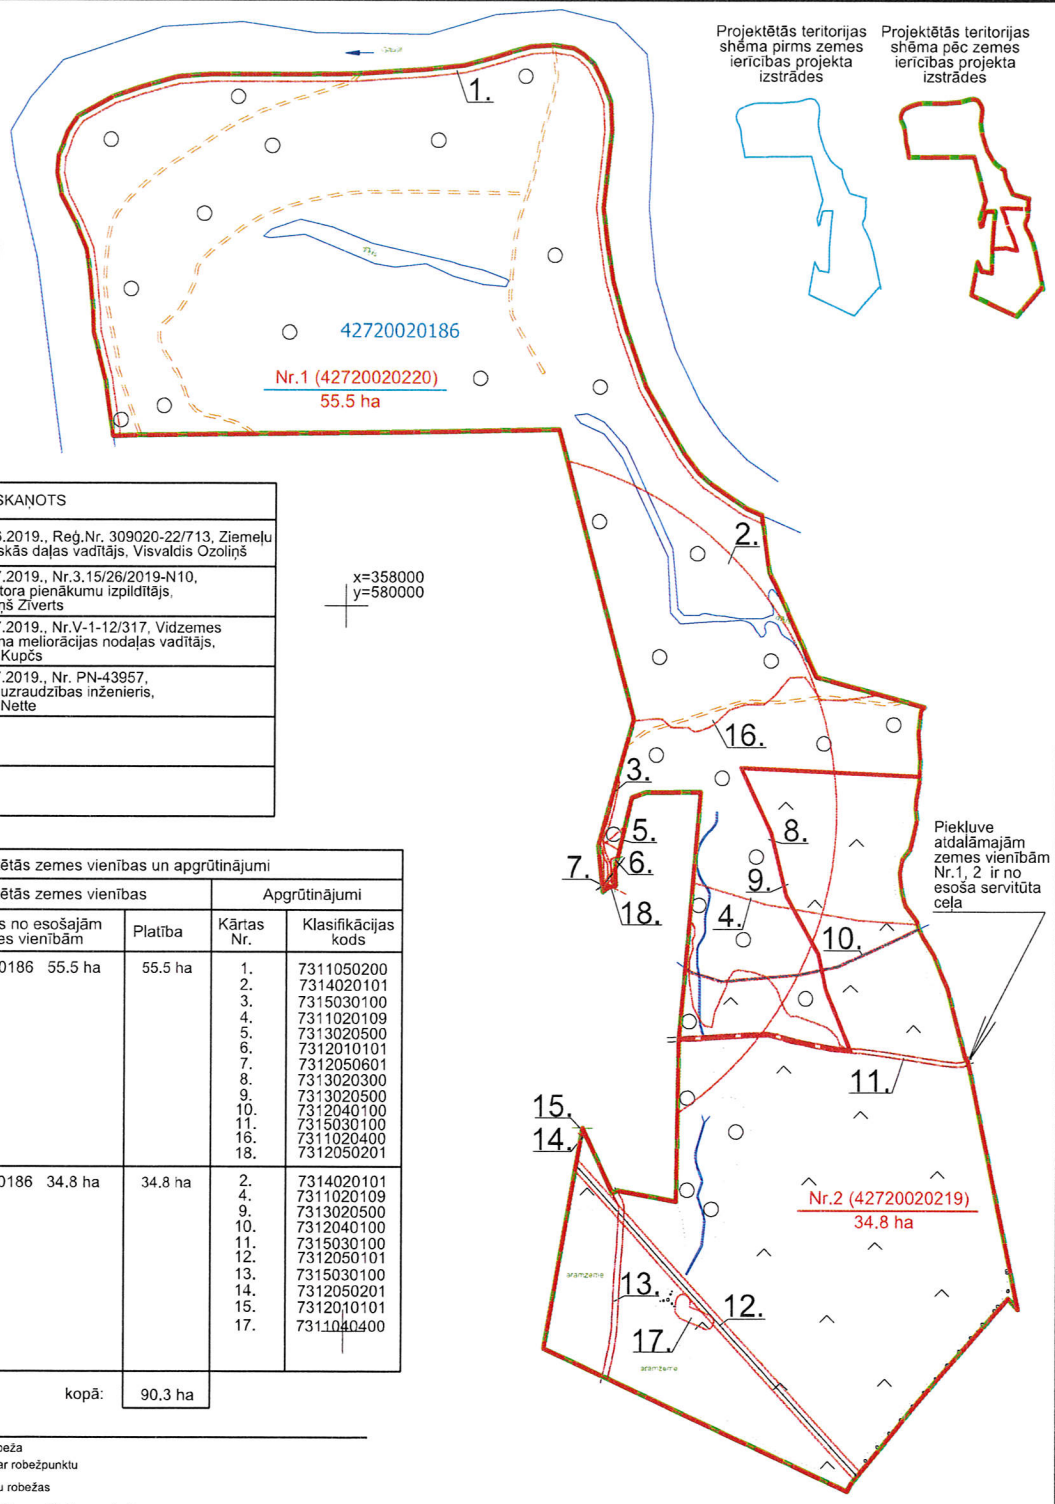 Projektētās teritorijas
shēma pirms zemes
ierīcības projekta
izstrādes
Projektētās teritorijas
shēma pēc zemes
ierīcības projekta
izstrādes
1.
42720020186
Nr.1 (42720020220)
55.5 ha
SKAŅOTS
.2019., Reģ.Nr. 309020-22/713, Ziemeļu
skās daļas vadītājs, Visvaldis Ozoliņš
.2019., Nr.3.15/26/2019-N10,
tora pienākumu izpildītājs,
ņš Zīverts
.2019., Nr.V-1-12/317, Vidzemes
na meliorācijas nodaļas vadītājs,
Kupčs
.2019., Nr. PN-43957,
uzraudzības inženieris,
Nette
x=358000
y=580000
2.
16.
3.
5.
6.
7.
18.
8.
9.
4.
10.
Piekļuve
atdalāmajām
zemes vienībām
Nr.1, 2 ir no
esoša servitūta
ceļa
11.
15.
14.
Nr.2 (42720020219)
34.8 ha
aramzeme
13.
12.
17.
aramzeme
ētās zemes vienības un apgrūtinājumi
ētās zemes vienības Apgrūtinājumi
s no esošajām
es vienībām
Platība
Kārtas
Nr.
Klasifikācijas
kods
0186 55.5 ha 55.5 ha 1. 7311050200
2. 7314020101
3. 7315030100
4. 7311020109
5. 7313020500
6. 7312010101
7. 7312050601
8. 7313020300
9. 7313020500
10. 7312040100
11. 7315030100
16. 7311020400
18. 7312050201
0186 34.8 ha 34.8 ha 2. 7314020101
4. 7311020109
9. 7313020500
10. 7312040100
11. 7315030100
12. 7312050101
13. 7315030100
14. 7312050201
15. 7312010101
17. 7311040400
kopā: 90.3 ha
beža
ar robežpunktu
u robežas